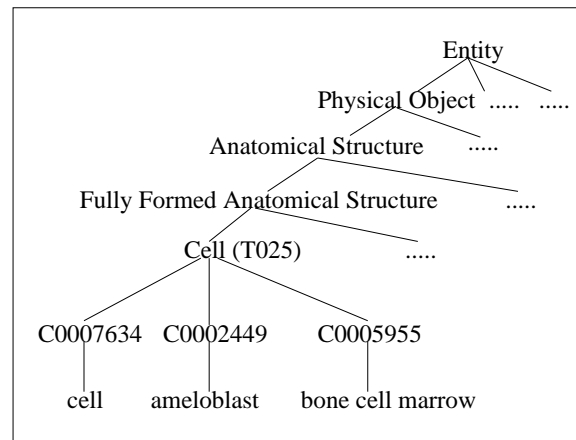 Entity
Physical Object ..... .....
Anatomical Structure .....
Fully Formed Anatomical Structure .....
Cell (T025) .....
C0007634 C0002449 C0005955
cell ameloblast bone cell marrow